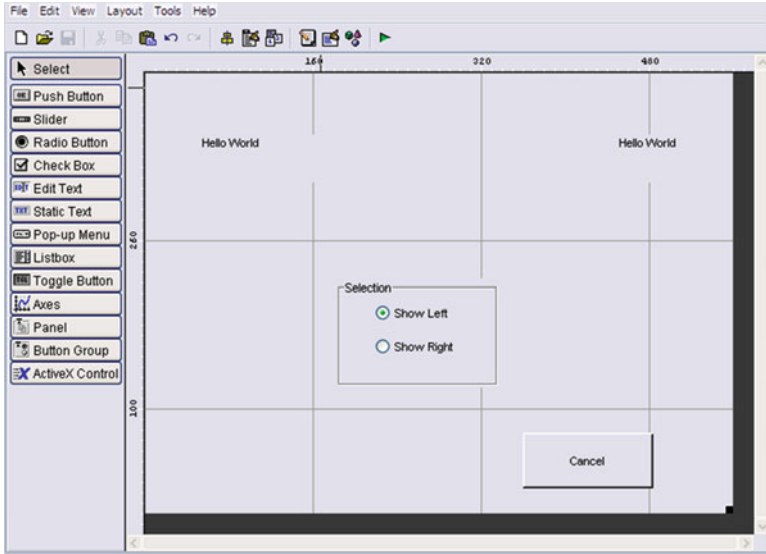 File Edit View Layout Tools Help
Select
Push Button
Slider
Radio Button
Check Box
Edit Text
Static Text
Pop-up Menu
Listbox
Toggle Button
Axes
Panel
Button Group
ActiveX Control
160 320 480
260
100
Hello World Hello World
Selection
Show Left
Show Right
Cancel